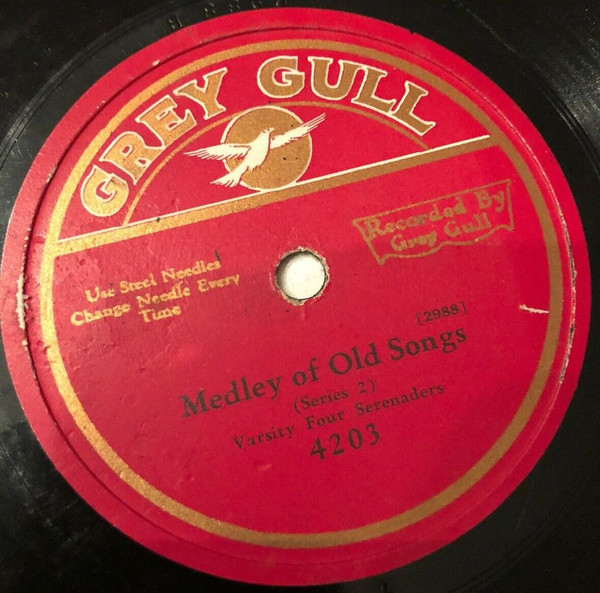 GREY GULL
Recorded By
Grey Gull
Use Steel Needles
Change Needle Every
Time
[2988]
Medley of Old Songs
(Series 2)
Varsity Four Serenaders
4203